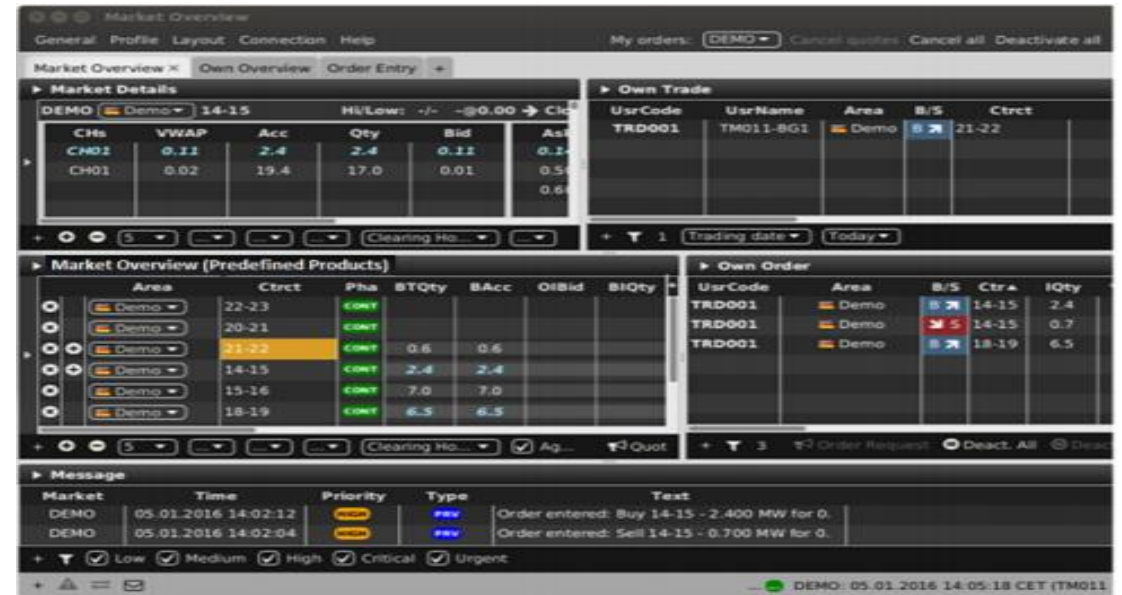 Market Overview
General Profile Layout Connection Help My orders: DEMO Cancel quotes Cancel all Deactivate all
Market Overview × Own Overview Order Entry +
Market Details
DEMO Demo 14-15 Hi/Low: -/- -@0.00 → Clo
CHs VWAP Acc Qty Bid Asl
CH01 0.11 2.4 2.4 0.11 0.14
CH01 0.02 19.4 17.0 0.01 0.50
0.60
+ 5 ... ... ... Clearing Ho... ...
Own Trade
UsrCode UsrName Area B/S Ctrct
TRD001 TM011-BG1 Demo B 21-22
+ 1 Trading date Today
Market Overview (Predefined Products)
Area Ctrct Pha BTQty BAcc OIBid BIQty
Demo 22-23 CONT
Demo 20-21 CONT
Demo 21-22 CONT 0.6 0.6
Demo 14-15 CONT 2.4 2.4
Demo 15-16 CONT 7.0 7.0
Demo 18-19 CONT 6.5 6.5
+ 5 ... ... ... Clearing Ho... Ag... Quot
Own Order
UsrCode Area B/S Ctr IQty
TRD001 Demo B 14-15 2.4
TRD001 Demo S 14-15 0.7
TRD001 Demo B 18-19 6.5
+ 3 Order Request Deact. All Deac
Message
Market Time Priority Type Text
DEMO 05.01.2016 14:02:12 HIGH PRV Order entered: Buy 14-15 - 2.400 MW for 0.
DEMO 05.01.2016 14:02:04 HIGH PRV Order entered: Sell 14-15 - 0.700 MW for 0.
+ Low Medium High Critical Urgent
+ ... DEMO: 05.01.2016 14:05:18 CET (TM011